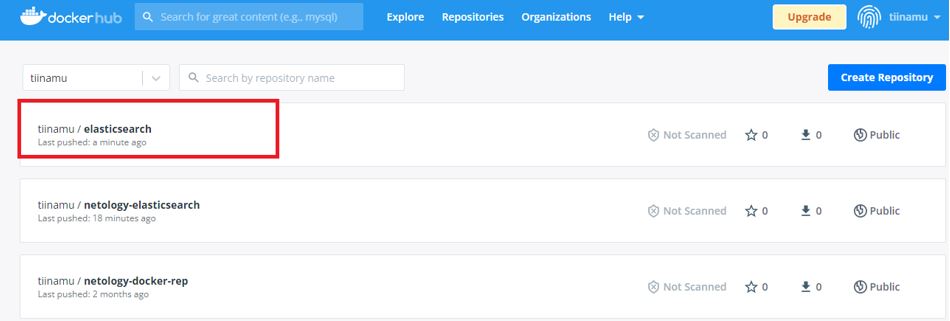 dockerhub Search for great content (e.g., mysql) Explore Repositories Organizations Help Upgrade tiinamu
tiinamu Search by repository name Create Repository
tiinamu / elasticsearch Not Scanned 0 0 Public
Last pushed: a minute ago
tiinamu / netology-elasticsearch Not Scanned 0 0 Public
Last pushed: 18 minutes ago
tiinamu / netology-docker-rep Not Scanned 0 0 Public
Last pushed: 2 months ago